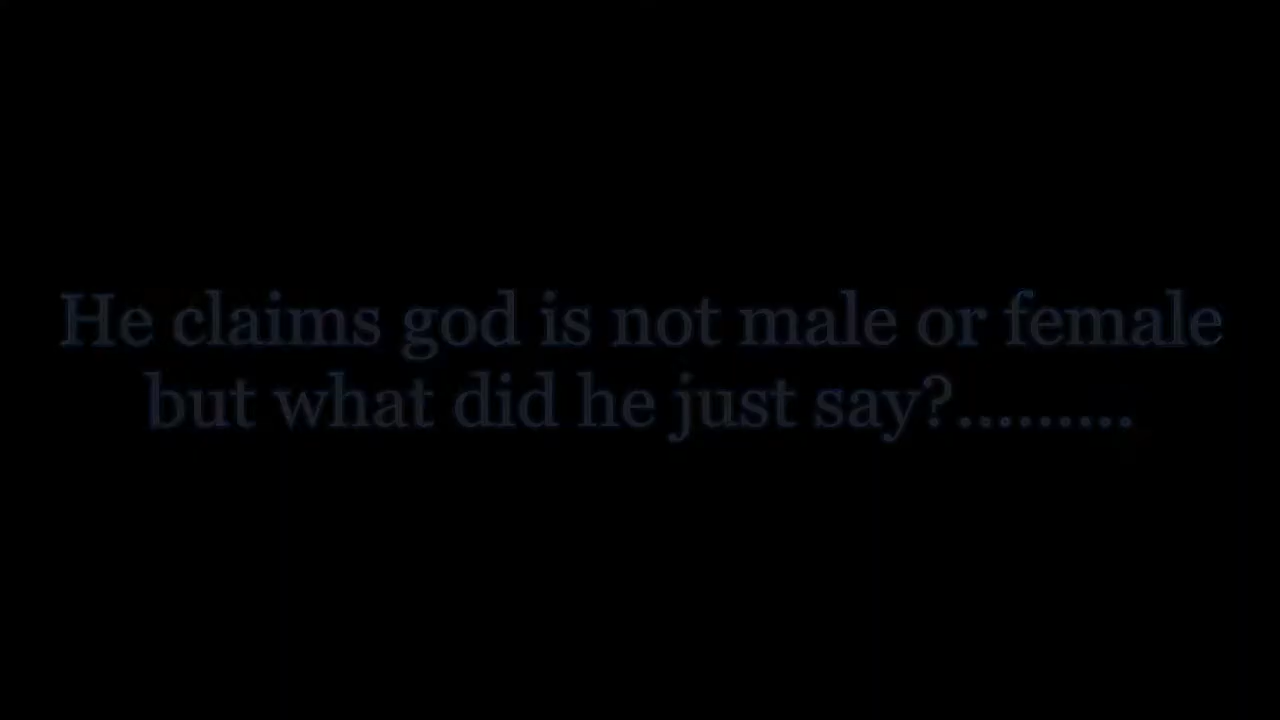 He claims god is not male or female
but what did he just say?.........